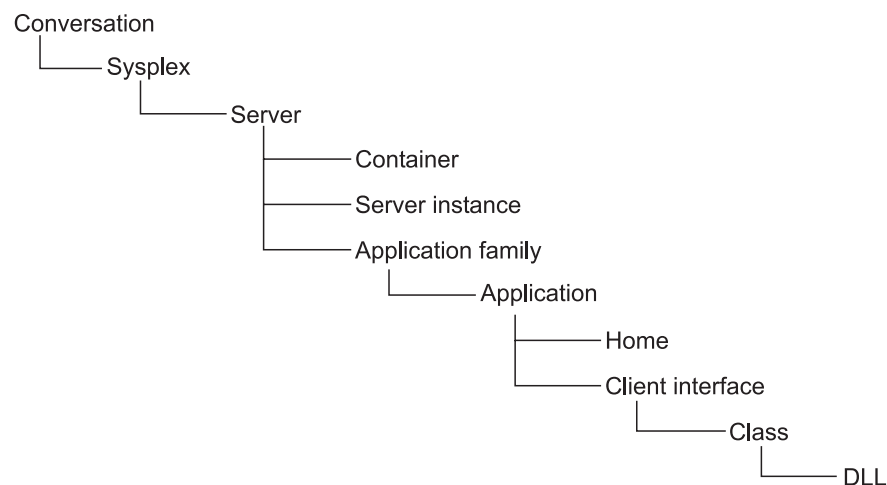 Conversation
Sysplex
Server
Container
Server instance
Application family
Application
Home
Client interface
Class
DLL